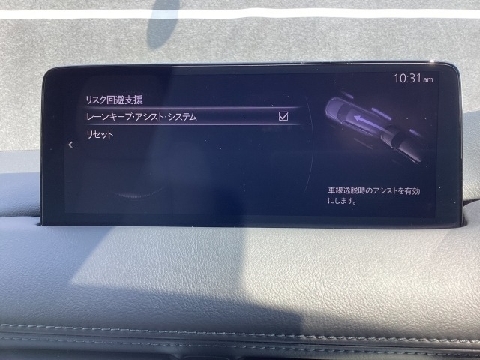 10:31 am
リスク回避支援
レーンキープ・アシスト・システム
リセット
車線逸脱時のアシストを有効
にします。